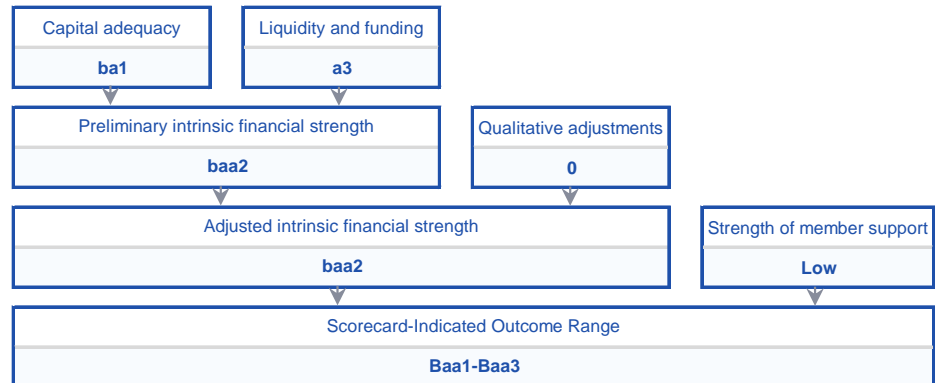 Capital adequacy
Liquidity and funding
ba1
a3
Preliminary intrinsic financial strength
Qualitative adjustments
baa2
0
Adjusted intrinsic financial strength
Strength of member support
baa2
Low
Scorecard-Indicated Outcome Range
Baa1-Baa3